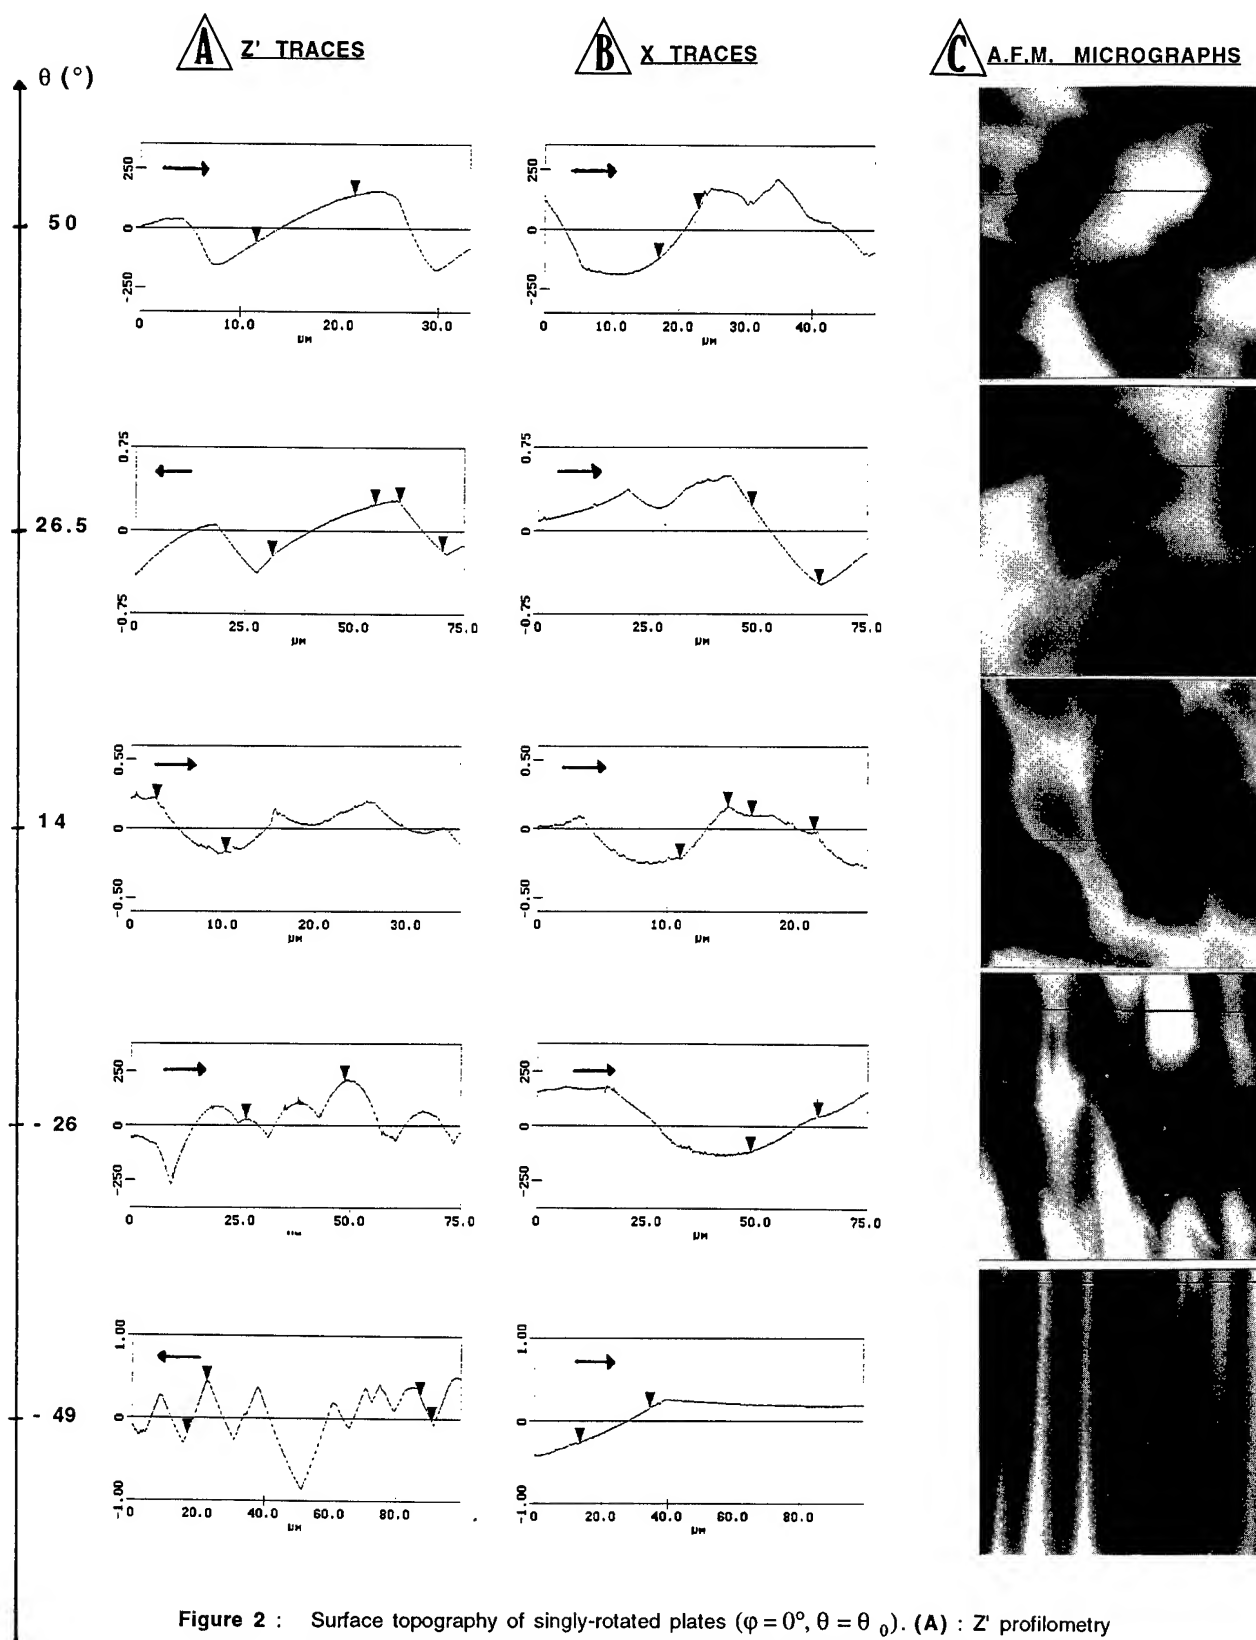 A Z' TRACES B X TRACES C A.F.M. MICROGRAPHS
θ (°)
50
250
0
-250
0 10.0 20.0 30.0
µM
250
0
-250
0 20.0 40.0
µM
26.5
0.75
0
-0.75
0 25.0 50.0 75.0
µM
0.75
0
-0.75
0 25.0 50.0 75.0
µM
14
0.50
0
-0.50
0 10.0 20.0 30.0
µM
0.50
0
-0.50
0 10.0 20.0
µM
- 26
250
0
-250
0 25.0 50.0 75.0
250
0
-250
0 25.0 50.0 75.0
µM
- 49
1.00
0
-1.00
0 20.0 40.0 60.0 80.0
µM
1.00
0
-1.00
0 20.0 40.0 60.0 80.0
µM
Figure 2 : Surface topography of singly-rotated plates (φ = 0°, θ = θ 0). (A) : Z' profilometry